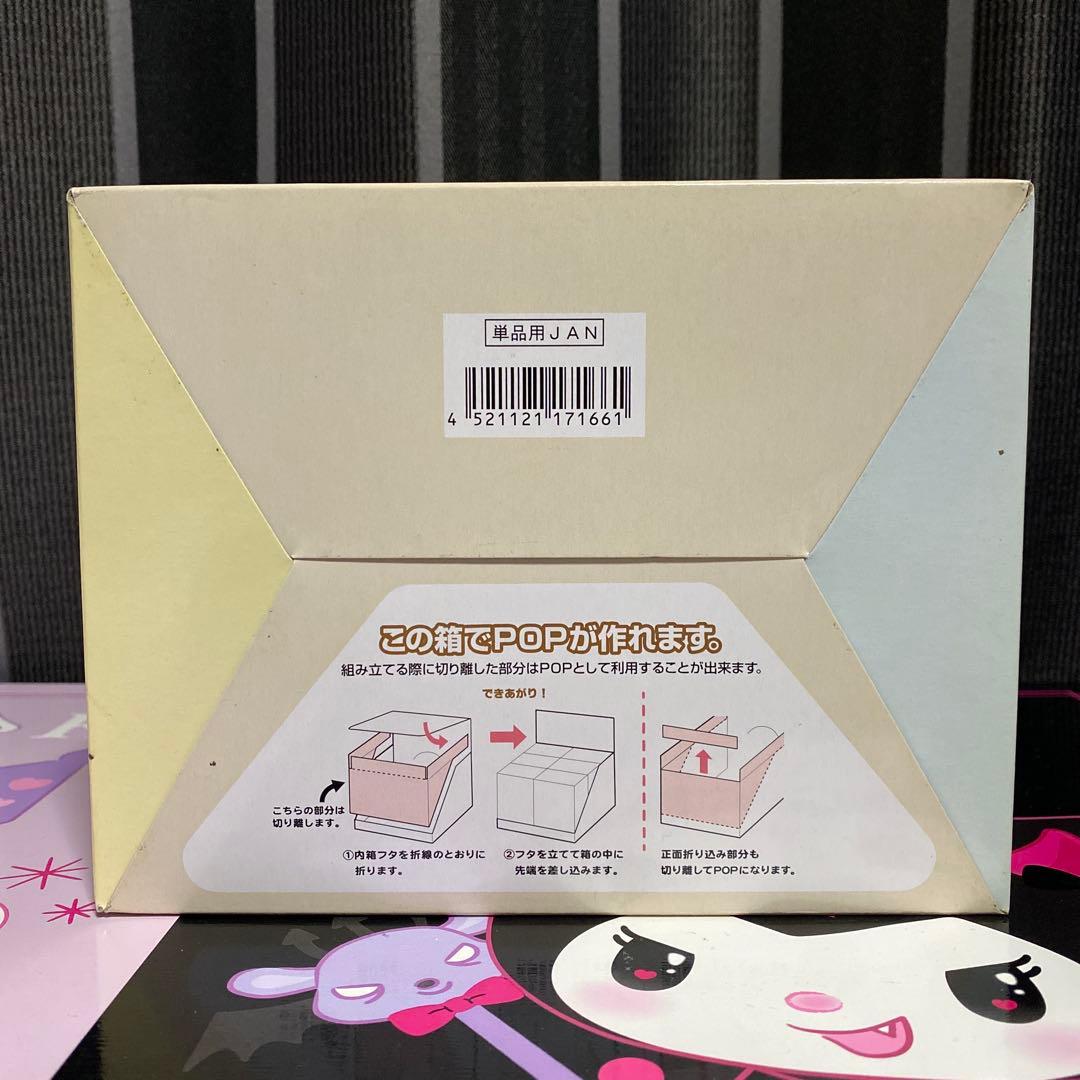 単品用JAN
4 521121 171661
この箱でPOPが作れます。
組み立てる際に切り離した部分はPOPとして利用することが出来ます。
できあがり！
こちらの部分は
切り離します。
①内箱フタを折線のとおりに
折ります。
②フタを立てて箱の中に
先端を差し込みます。
正面折り込み部分も
切り離してPOPになります。